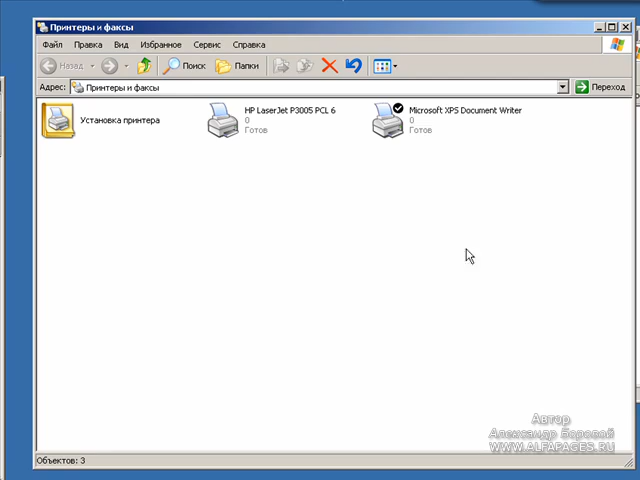 Принтеры и факсы
Файл Правка Вид Избранное Сервис Справка
Назад Поиск Папки
Адрес: Принтеры и факсы Переход
Установка принтера
HP LaserJet P3005 PCL 6
0
Готов
Microsoft XPS Document Writer
0
Готов
Автор
Александр Боровой
WWW.ALFAPAGES.RU
Объектов: 3